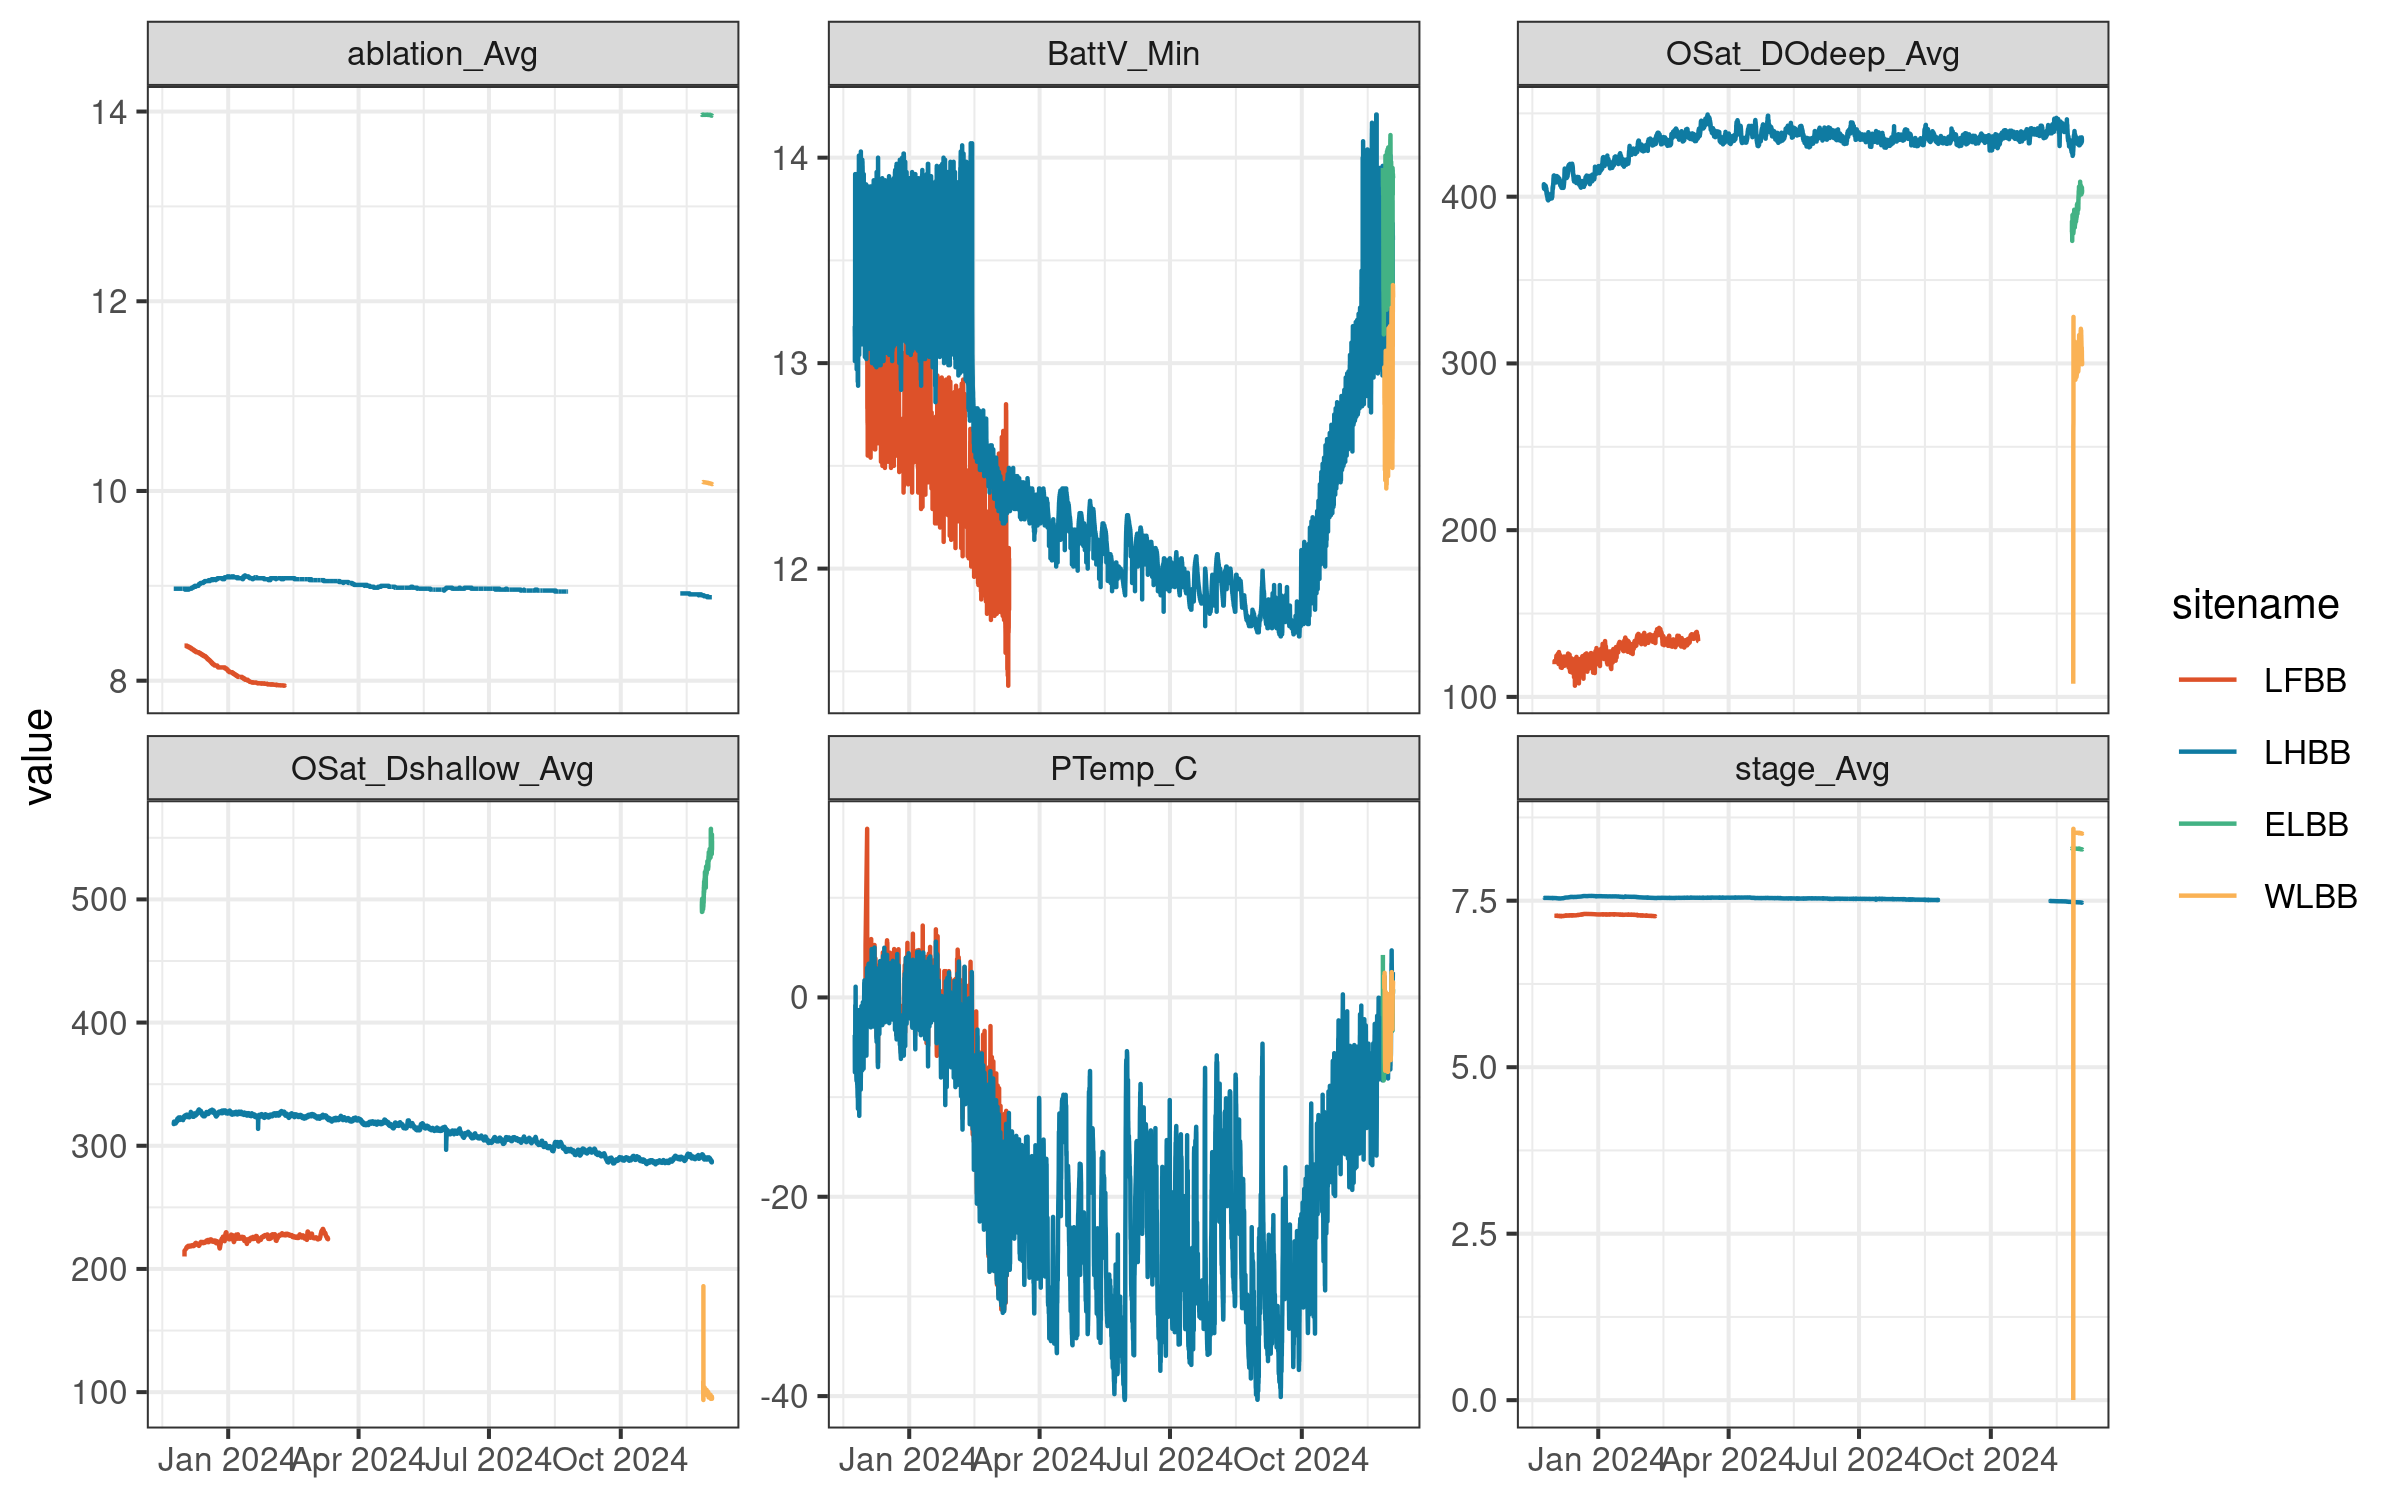 ablation_Avg
BattV_Min
OSat_DOdeep_Avg
14
12
10
8
14
13
12
400
300
200
100
value
OSat_Dshallow_Avg
PTemp_C
stage_Avg
500
400
300
200
100
0
-20
-40
7.5
5.0
2.5
0.0
Jan 2024 Apr 2024 Jul 2024 Oct 2024
Jan 2024 Apr 2024 Jul 2024 Oct 2024
Jan 2024 Apr 2024 Jul 2024 Oct 2024
sitename
LFBB
LHBB
ELBB
WLBB